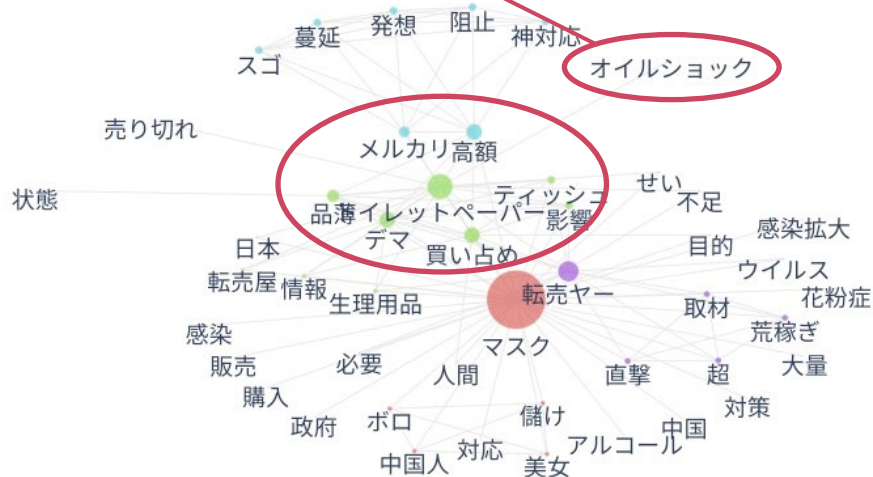 蔓延
発想
阻止
神対応
スゴ
オイルショック
売り切れ
メルカリ
高額
状態
品薄
トイレットペーパー
ティッシュ
影響
せい
不足
デマ
買い占め
日本
目的
感染拡大
転売屋
情報
生理用品
転売ヤー
ウイルス
取材
花粉症
荒稼ぎ
感染
マスク
販売
必要
人間
直撃
超
大量
購入
儲け
対策
政府
ボロ
中国
中国人
対応
美女
アルコール